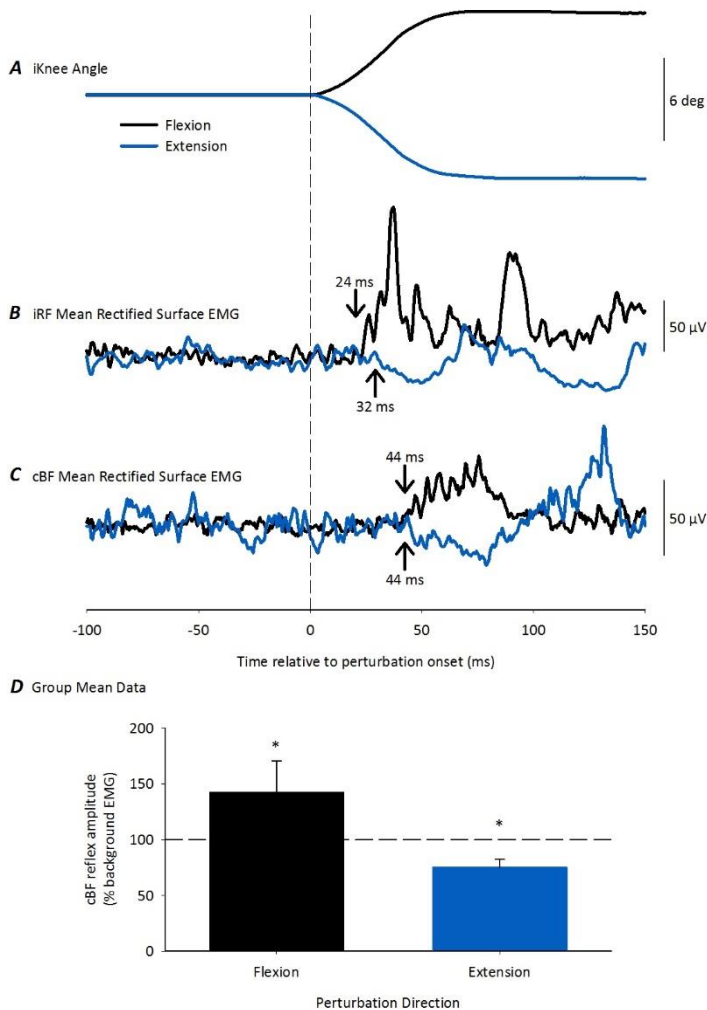 A iKnee Angle
6 deg
Flexion
Extension
24 ms
B iRF Mean Rectified Surface EMG
50 µV
32 ms
44 ms
C cBF Mean Rectified Surface EMG
50 µV
44 ms
-100 -50 0 50 100 150
Time relative to perturbation onset (ms)
D Group Mean Data
200
*
150
*
100
50
0
cBF reflex amplitude
(% background EMG)
Flexion Extension
Perturbation Direction